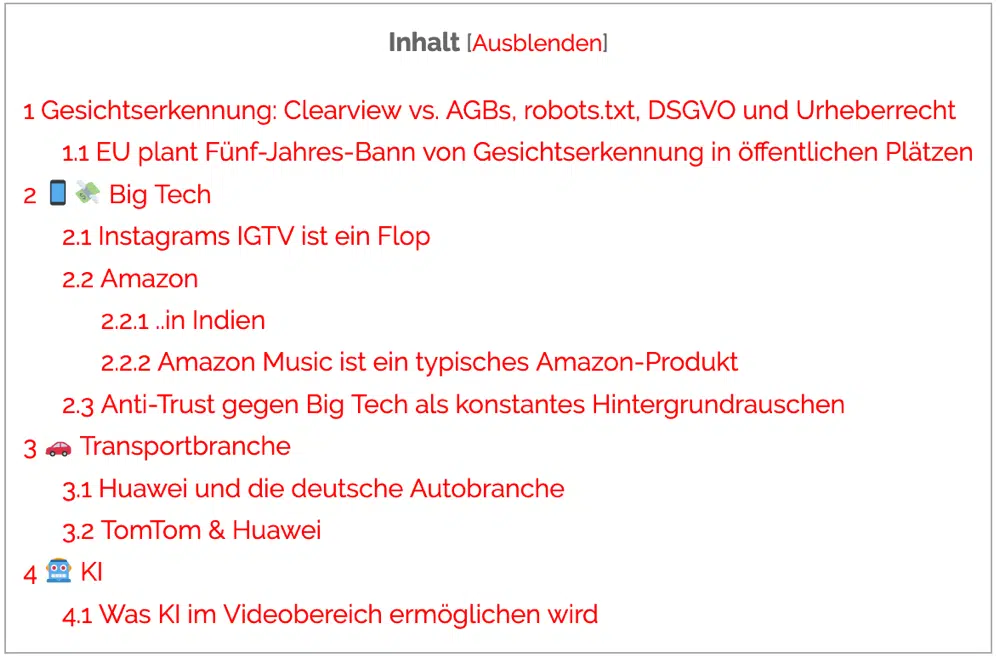 Inhalt [Ausblenden]
1 Gesichtserkennung: Clearview vs. AGBs, robots.txt, DSGVO und Urheberrecht
1.1 EU plant Fünf-Jahres-Bann von Gesichtserkennung in öffentlichen Plätzen
2 📱 💸 Big Tech
2.1 Instagrams IGTV ist ein Flop
2.2 Amazon
2.2.1 ..in Indien
2.2.2 Amazon Music ist ein typisches Amazon-Produkt
2.3 Anti-Trust gegen Big Tech als konstantes Hintergrundrauschen
3 🚗 Transportbranche
3.1 Huawei und die deutsche Autobranche
3.2 TomTom & Huawei
4 🤖 KI
4.1 Was KI im Videobereich ermöglichen wird